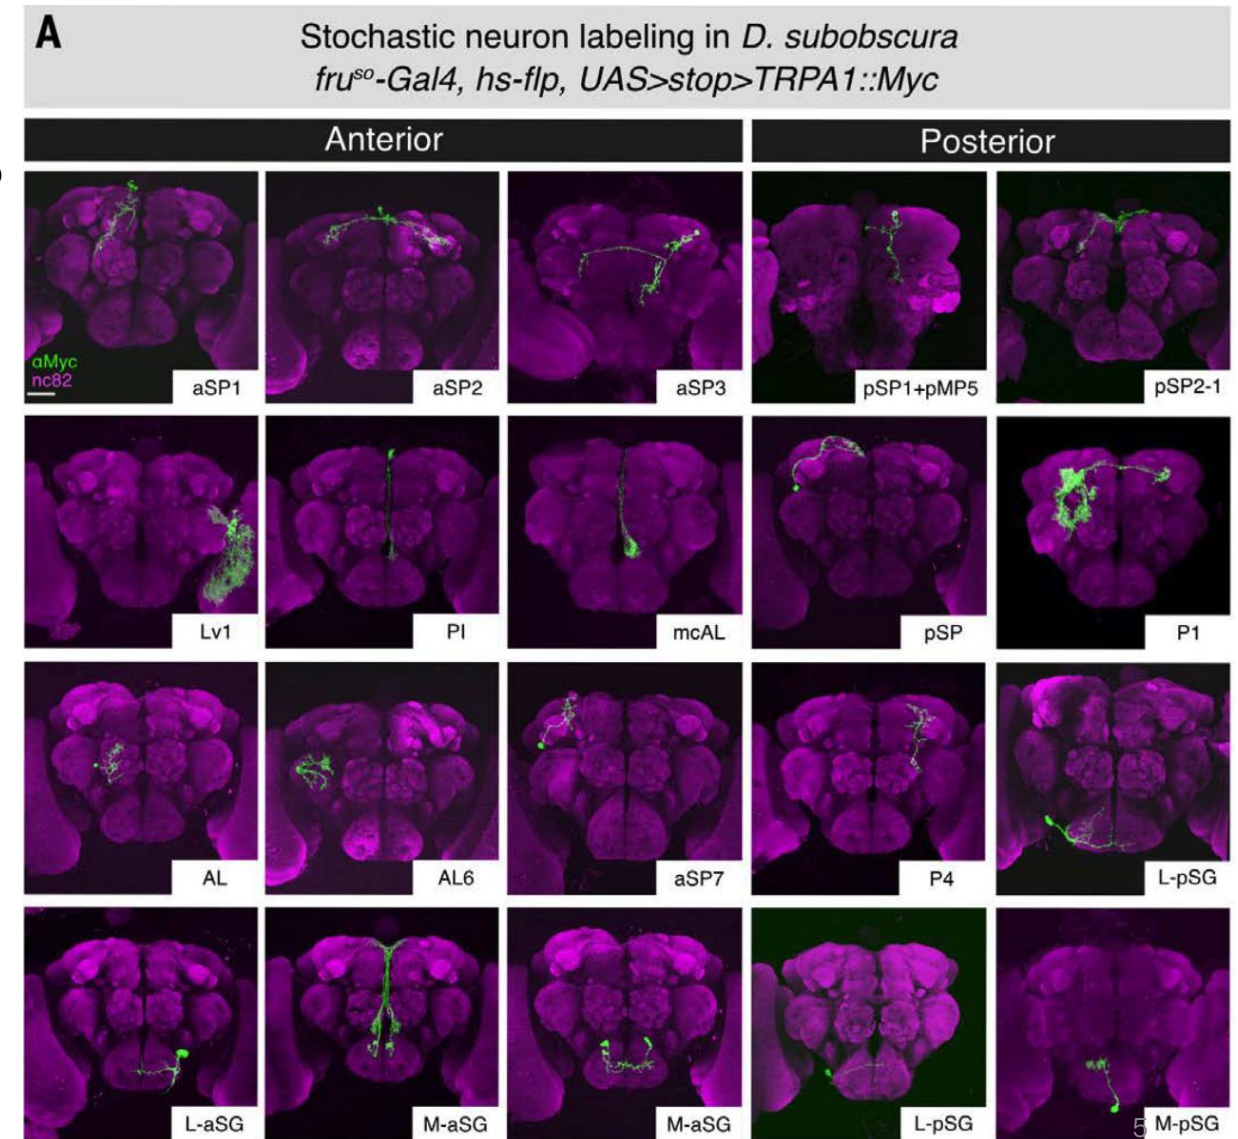 A
Stochastic neuron labeling in D. subobscura
fruˢᵒ-Gal4, hs-flp, UAS>stop>TRPA1::Myc
Anterior
Posterior
αMyc
nc82
aSP1
aSP2
aSP3
pSP1+pMP5
pSP2-1
Lv1
PI
mcAL
pSP
P1
AL
AL6
aSP7
P4
L-pSG
L-aSG
M-aSG
M-aSG
L-pSG
5
M-pSG